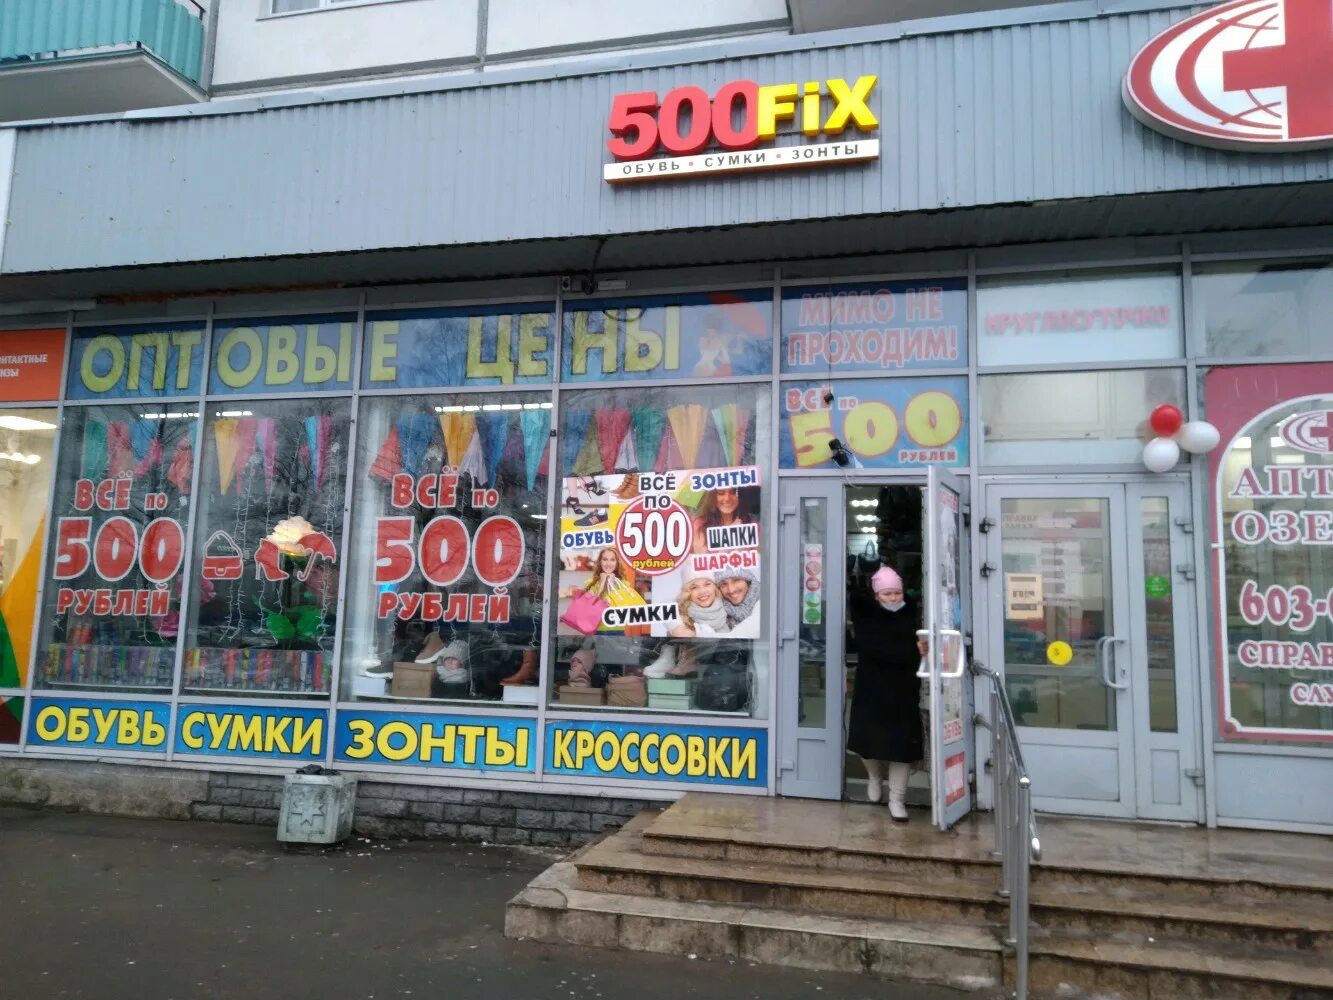 500FiX
ОБУВЬ • СУМКИ • ЗОНТЫ
ОПТОВЫЕ ЦЕНЫ
МИМО НЕ
ПРОХОДИМ!
КРУГЛОСУТОЧНО
ВСЁ по
500
РУБЛЕЙ
ВСЁ по
500
РУБЛЕЙ
ВСЁ по
500
РУБЛЕЙ
ВСЁ
ПО
500
рублей
ЗОНТЫ
ОБУВЬ
ШАПКИ
ШАРФЫ
СУМКИ
ОБУВЬ
СУМКИ
ЗОНТЫ
КРОССОВКИ
АПТ
ОЗЕ
603-
СПРАВ
СЛУ